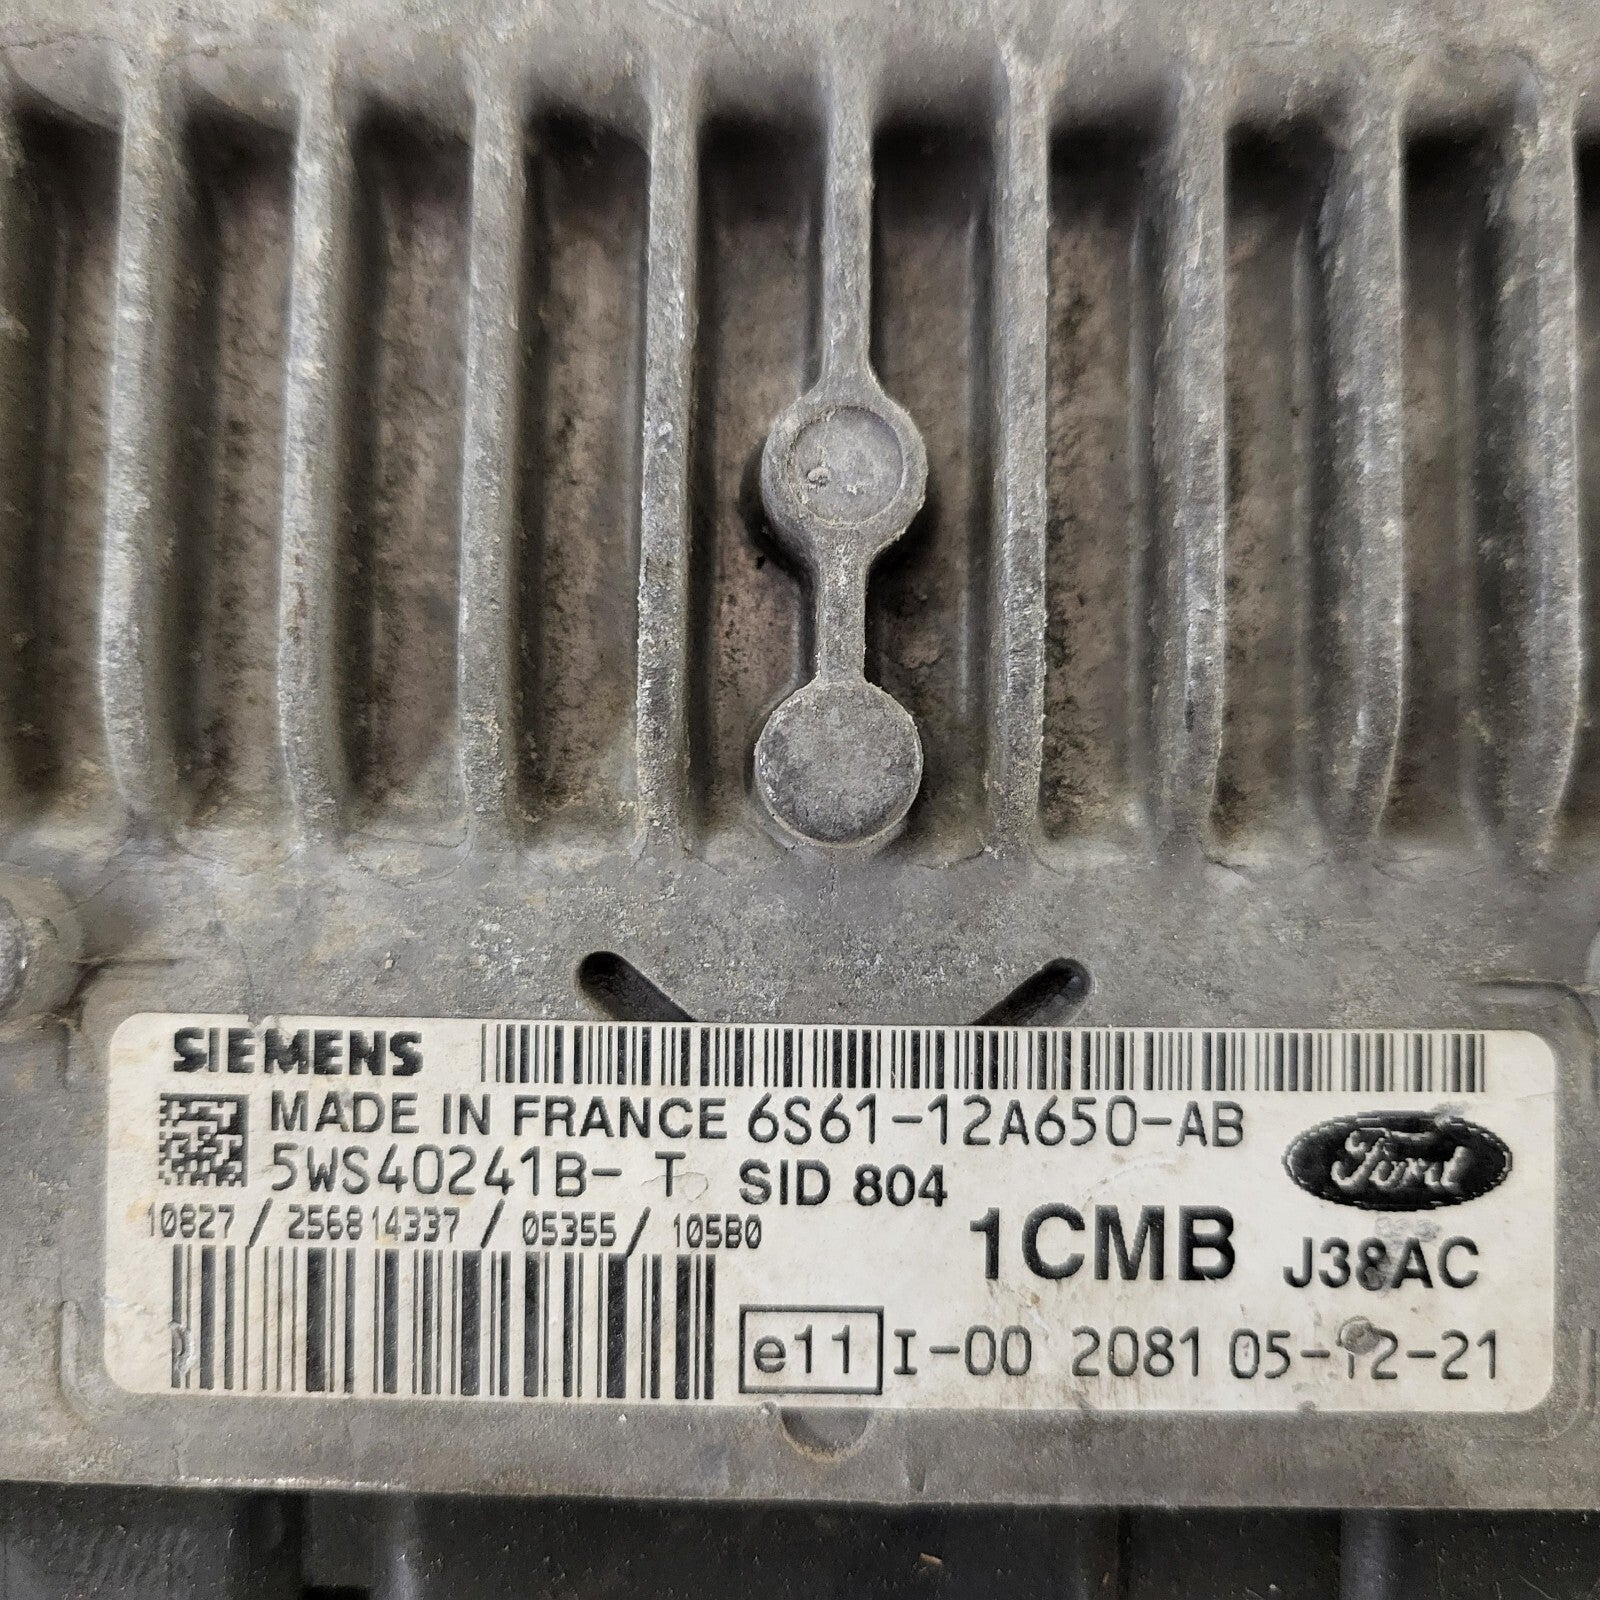 SIEMENS
MADE IN FRANCE 6S61-12A650-AB
Ford
5WS40241B- T SID 804
10827 / 256814337 / 05355 / 105B0
1CMB J38AC
e11 I-00 2081 05-12-21